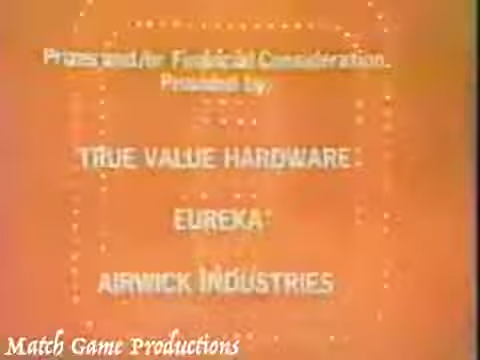 Prizes and/or Financial Consideration
Provided by:
TRUE VALUE HARDWARE
EUREKA
AIRWICK INDUSTRIES
Match Game Productions